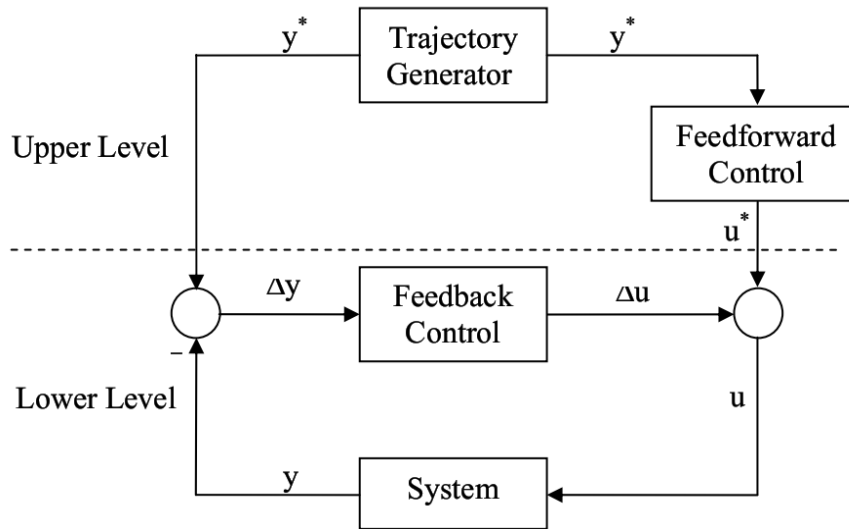 y* Trajectory Generator y*
Upper Level
Feedforward
Control
u*
Δy
Feedback
Control
Δu
–
Lower Level
u
y
System